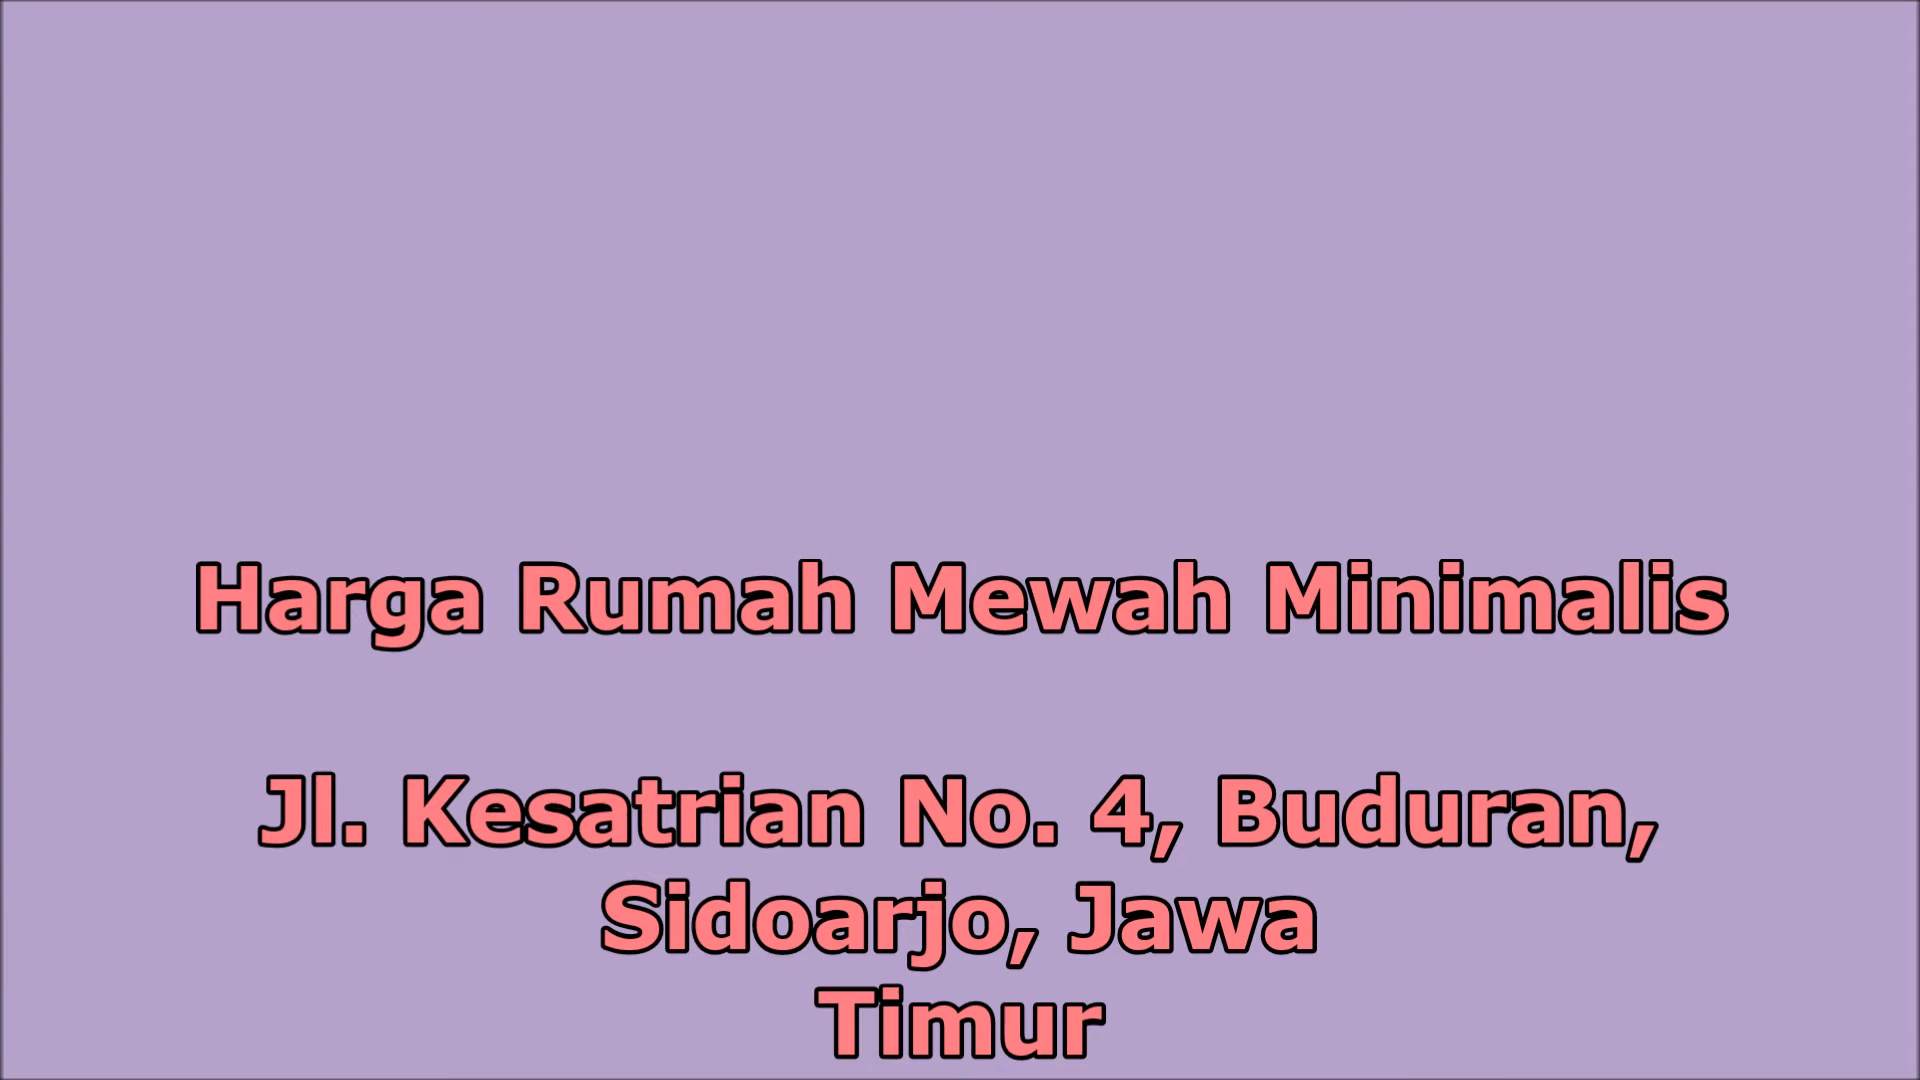 Harga Rumah Mewah Minimalis
Jl. Kesatrian No. 4, Buduran,
Sidoarjo, Jawa
Timur